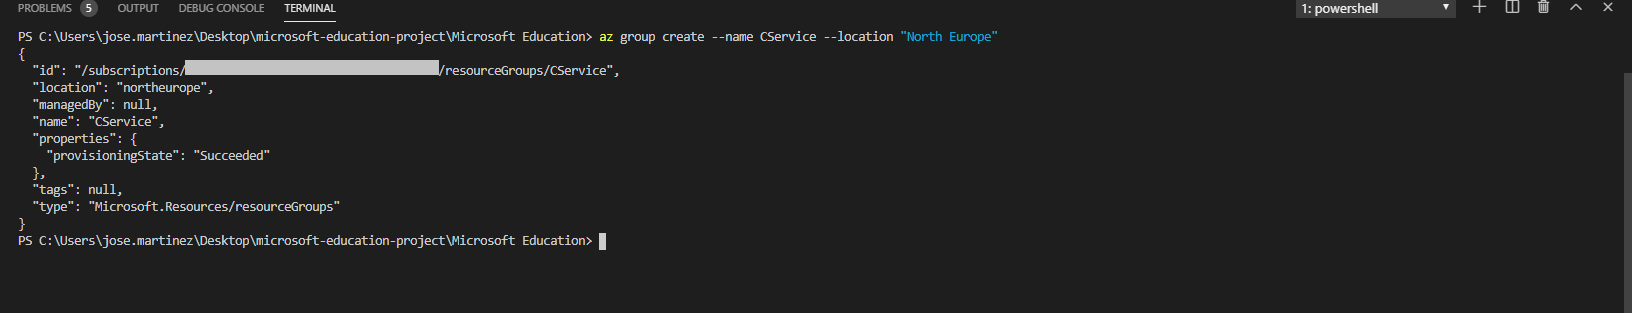 PROBLEMS 5 OUTPUT DEBUG CONSOLE TERMINAL 1: powershell
PS C:\Users\jose.martinez\Desktop\microsoft-education-project\Microsoft Education> az group create --name CService --location "North Europe"
{
  "id": "/subscriptions/ /resourceGroups/CService",
  "location": "northeurope",
  "managedBy": null,
  "name": "CService",
  "properties": {
    "provisioningState": "Succeeded"
  },
  "tags": null,
  "type": "Microsoft.Resources/resourceGroups"
}
PS C:\Users\jose.martinez\Desktop\microsoft-education-project\Microsoft Education>